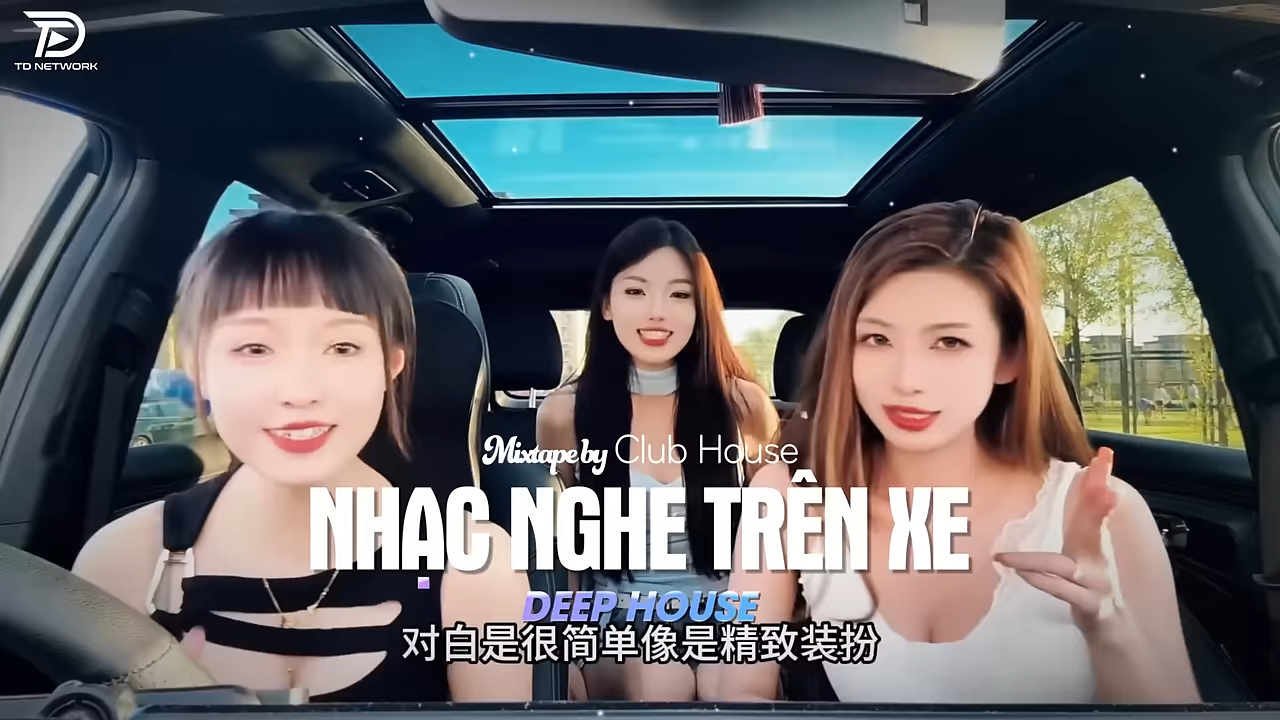 TD NETWORK
Mixtape by Club House
NHẠC NGHE TRÊN XE
DEEP HOUSE
对白是很简单像是精致装扮